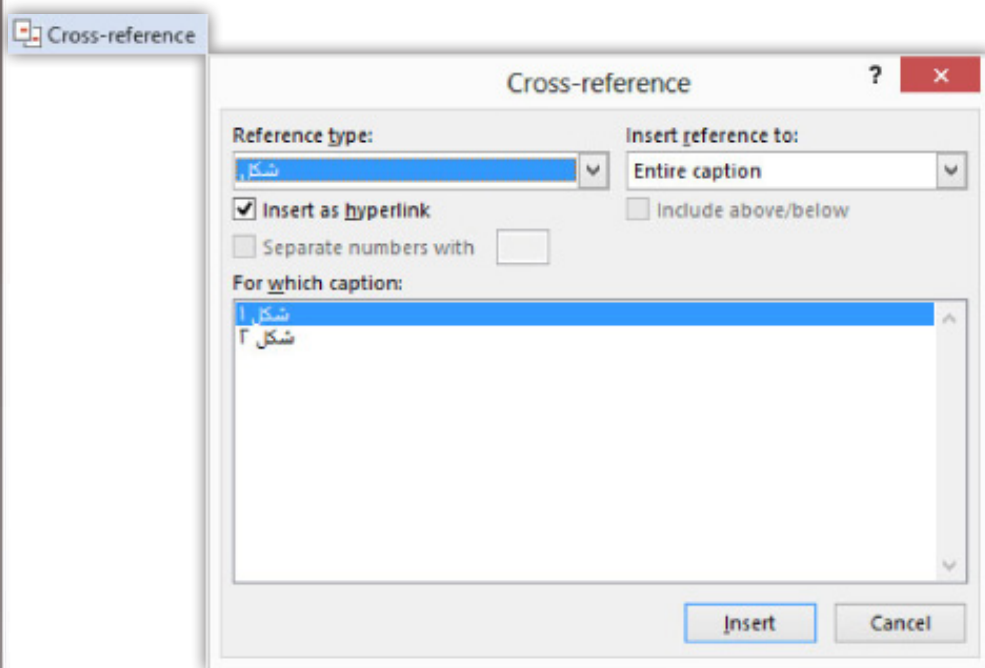 Cross-reference
Cross-reference ? ×
Reference type:
Insert reference to:
شکل
Entire caption
Insert as hyperlink
Include above/below
Separate numbers with
For which caption:
شکل ۱
شکل ۲
Insert
Cancel